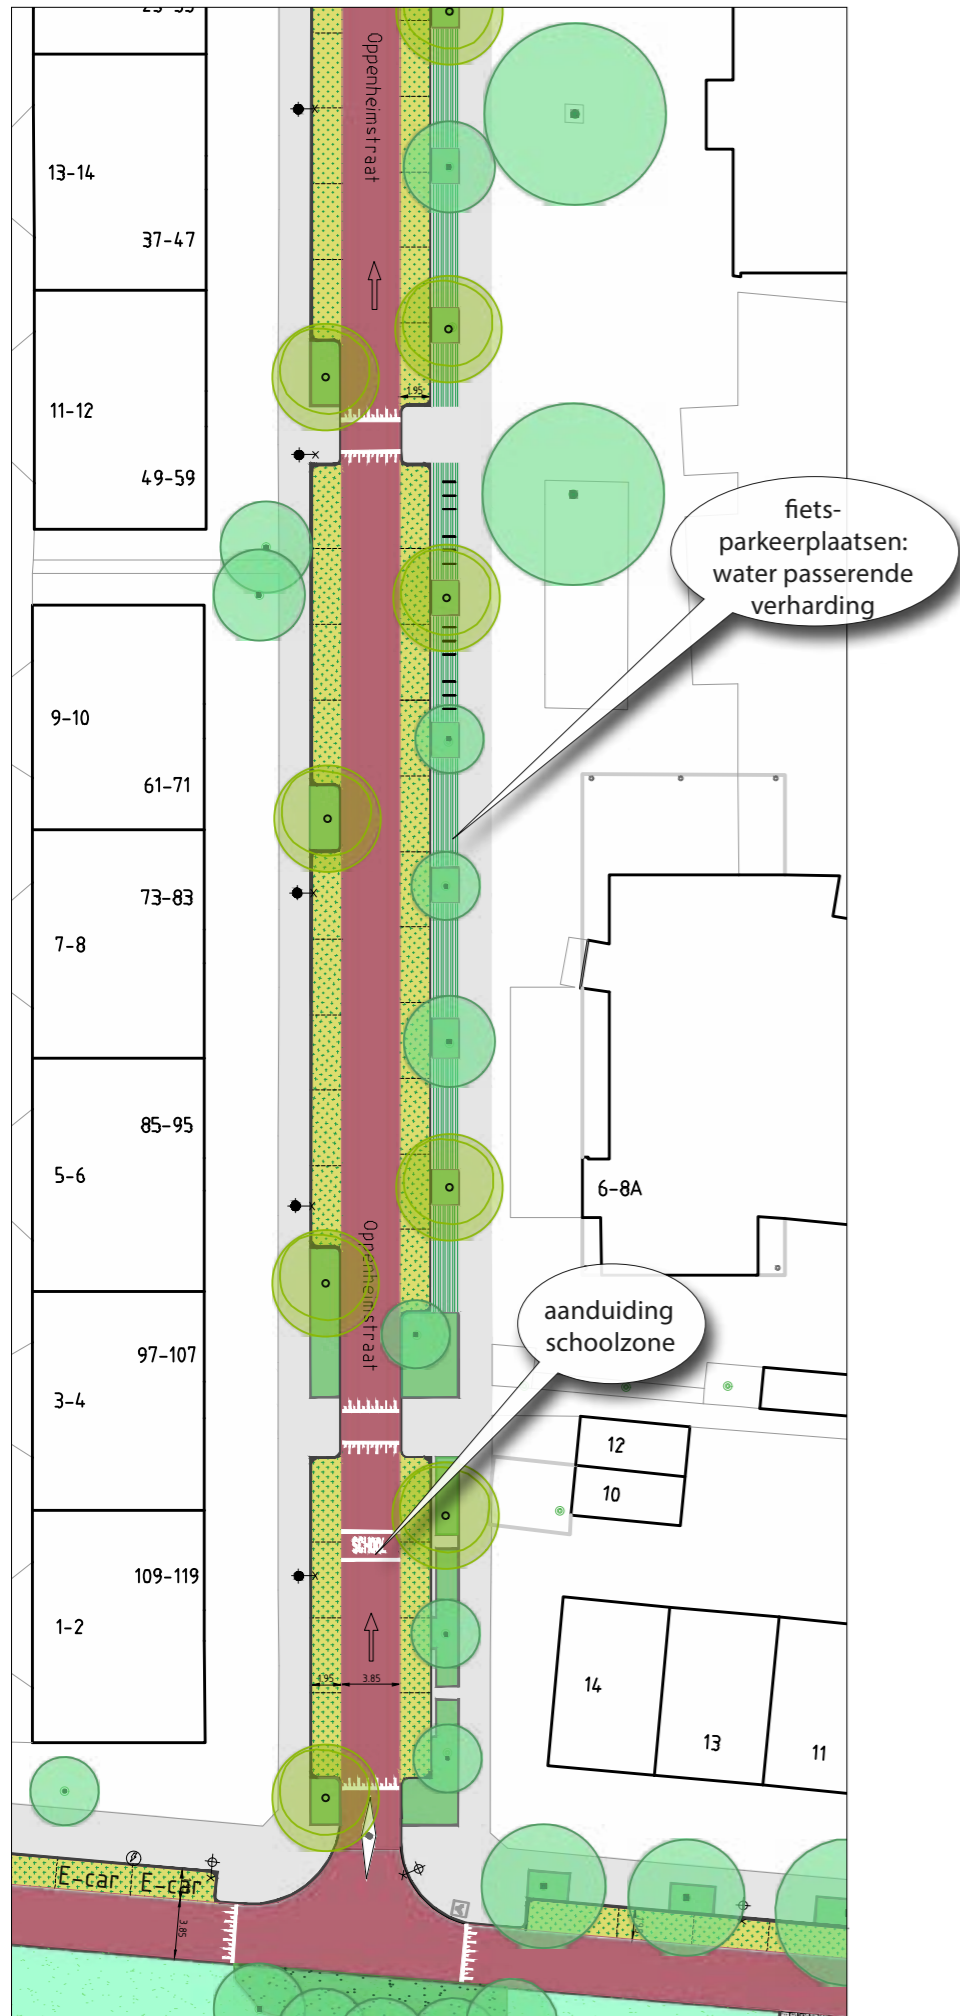 Oppenheimstraat
13-14
37-47
11-12
1.95
49-59
fiets-
parkeerplaatsen:
water passerende
verharding
9-10
61-71
73-83
7-8
85-95
5-6
6-8A
Oppenheimstraat
aanduiding
schoolzone
97-107
3-4
12
10
SCHOOL
109-119
1-2
1.95
3.85
14
13
11
E-car
E-car
3.85